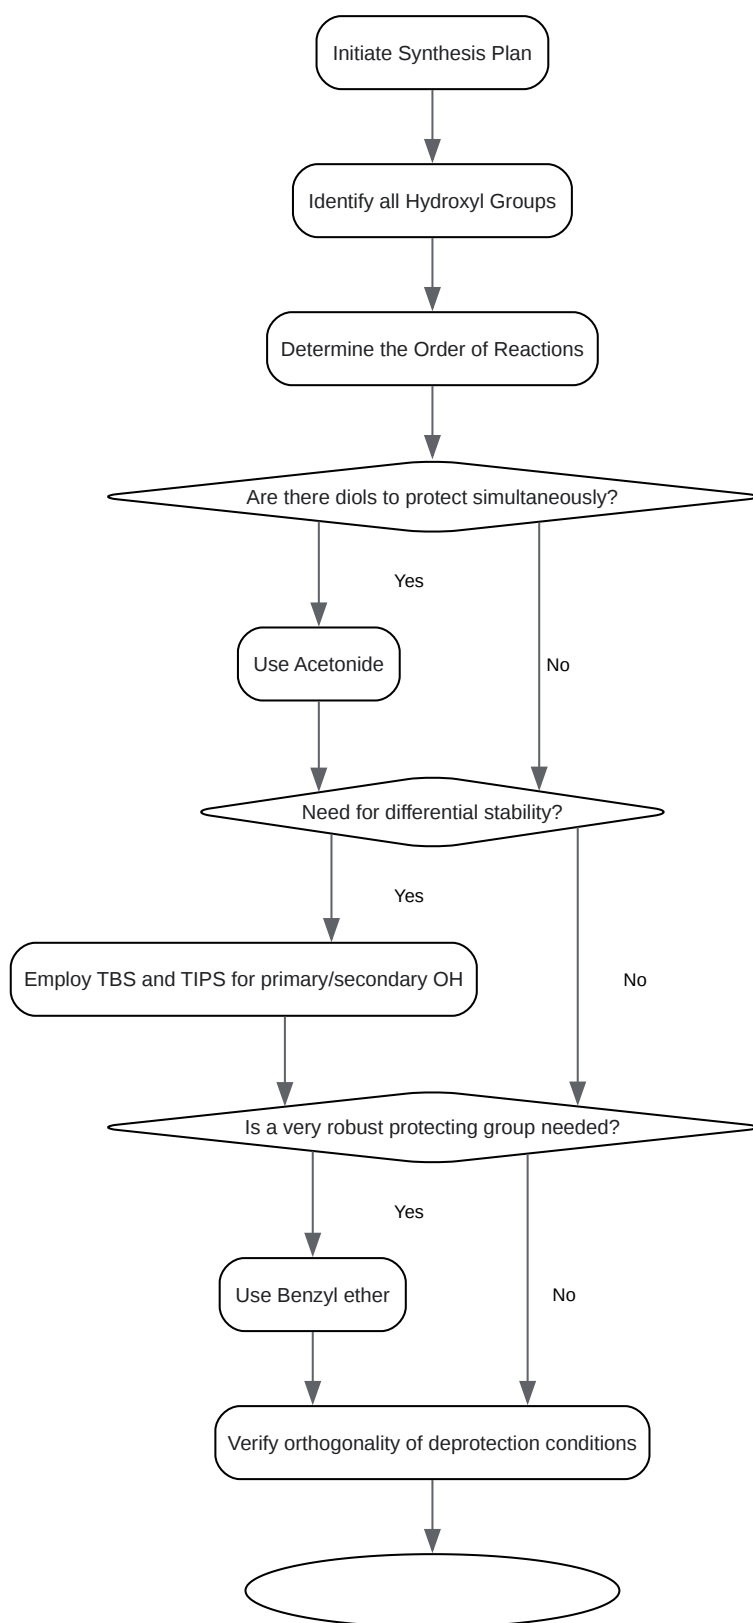 Initiate Synthesis Plan
Identify all Hydroxyl Groups
Determine the Order of Reactions
Are there diols to protect simultaneously?
Yes
Use Acetonide
No
Need for differential stability?
Yes
Employ TBS and TIPS for primary/secondary OH
No
Is a very robust protecting group needed?
Yes
Use Benzyl ether
No
Verify orthogonality of deprotection conditions